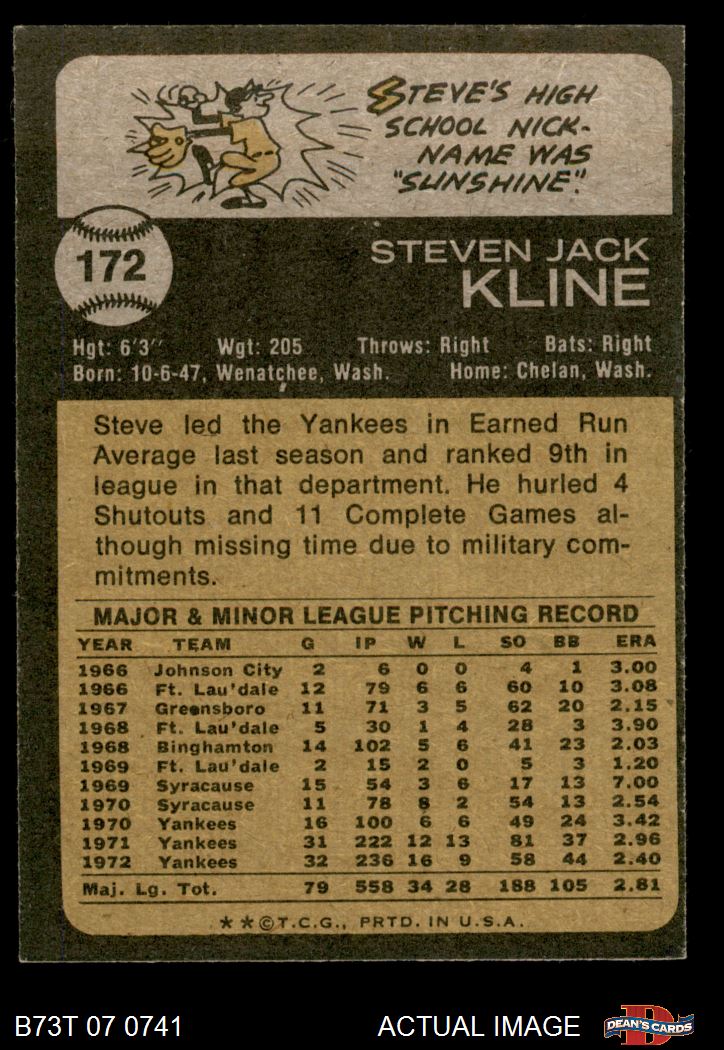 STEVE'S HIGH
SCHOOL NICK-
NAME WAS
"SUNSHINE".
172
STEVEN JACK
KLINE
Hgt: 6'3" Wgt: 205 Throws: Right Bats: Right
Born: 10-6-47, Wenatchee, Wash. Home: Chelan, Wash.
Steve led the Yankees in Earned Run
Average last season and ranked 9th in
league in that department. He hurled 4
Shutouts and 11 Complete Games al-
though missing time due to military com-
mitments.
MAJOR & MINOR LEAGUE PITCHING RECORD
YEAR TEAM G IP W L SO BB ERA
1966 Johnson City 2 6 0 0 4 1 3.00
1966 Ft. Lau'dale 12 79 6 6 60 10 3.08
1967 Greensboro 11 71 3 5 62 20 2.15
1968 Ft. Lau'dale 5 30 1 4 28 3 3.90
1968 Binghamton 14 102 5 6 41 23 2.03
1969 Ft. Lau'dale 2 15 2 0 5 3 1.20
1969 Syracause 15 54 3 6 17 13 7.00
1970 Syracause 11 78 8 2 54 13 2.54
1970 Yankees 16 100 6 6 49 24 3.42
1971 Yankees 31 222 12 13 81 37 2.96
1972 Yankees 32 236 16 9 58 44 2.40
Maj. Lg. Tot. 79 558 34 28 188 105 2.81
★★©T.C.G., PRTD. IN U.S.A.
B73T 07 0741 ACTUAL IMAGE
D
DEAN'S CARDS